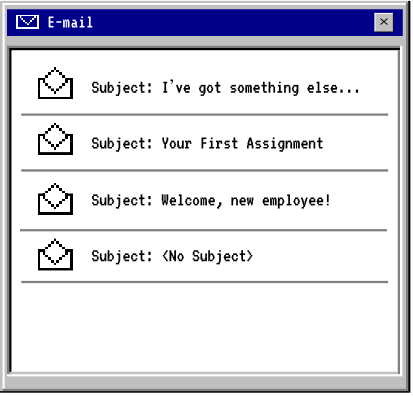 E-mail
Subject: I've got something else...
Subject: Your First Assignment
Subject: Welcome, new employee!
Subject: <No Subject>